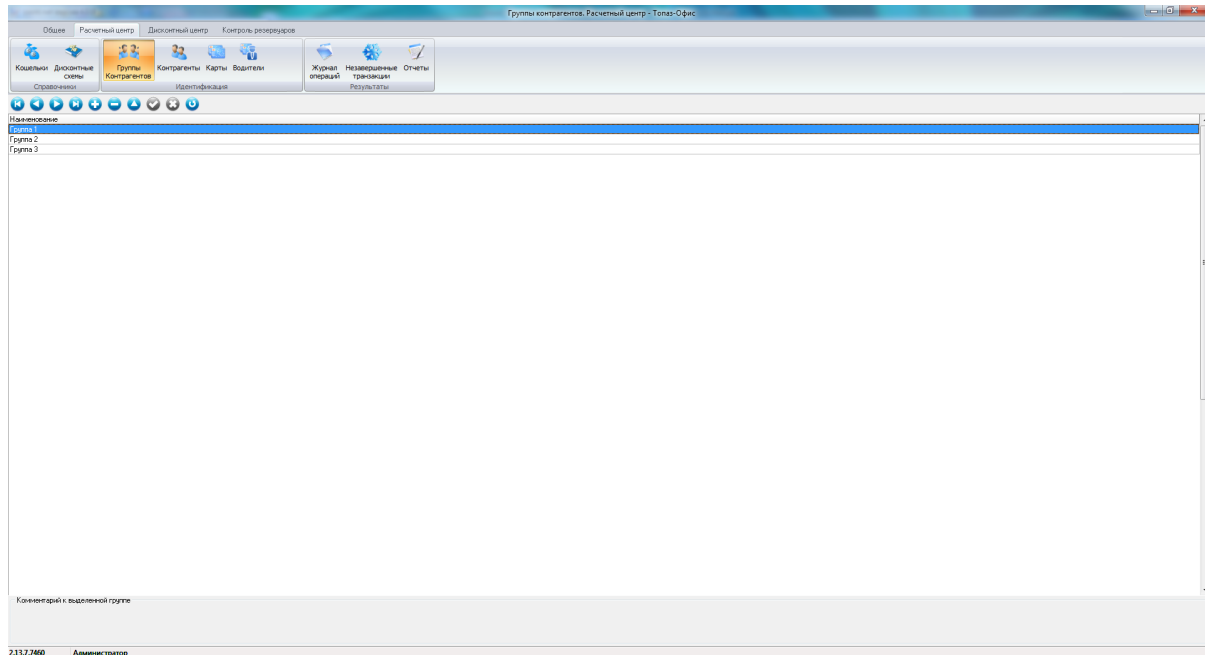 Группы контрагентов. Расчетный центр - Топаз-Офис
Общее Расчетный центр Дисконтный центр Контроль резервуаров
Кошельки Дисконтные схемы Группы Контрагентов Контрагенты Карты Водители Журнал операций Незавершенные транзакции Отчеты
Справочники Идентификация Результаты
Наименование
Группа 1
Группа 2
Группа 3
Комментарий к выделенной группе
2.13.7.7460 Администратор